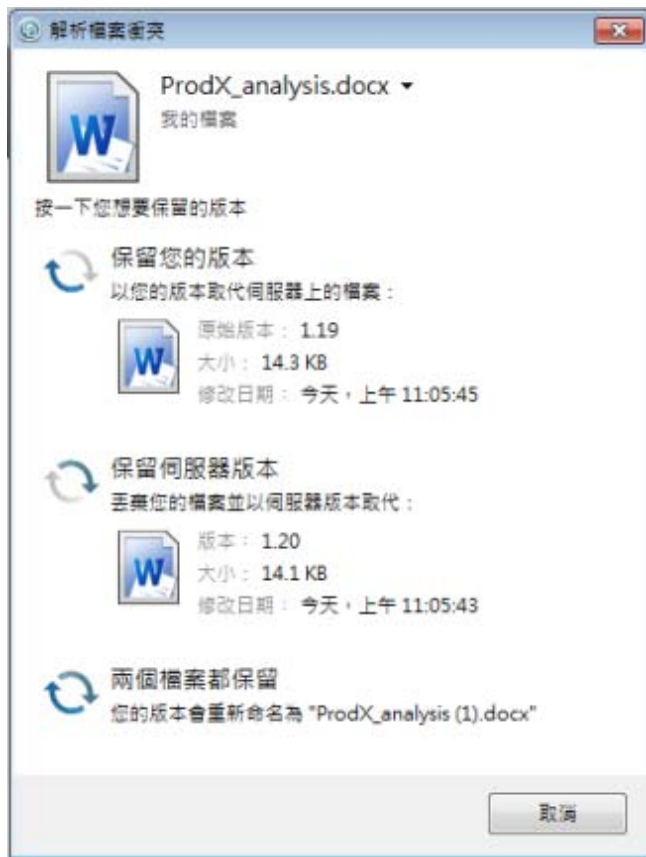 解析檔案衝突
ProdX_analysis.docx
我的檔案
W
按一下您想要保留的版本
保留您的版本
以您的版本取代伺服器上的檔案：
W
原始版本： 1.19
大小： 14.3 KB
修改日期： 今天，上午 11:05:45
保留伺服器版本
丟棄您的檔案並以伺服器版本取代：
W
版本： 1.20
大小： 14.1 KB
修改日期： 今天，上午 11:05:43
兩個檔案都保留
您的版本會重新命名為 "ProdX_analysis (1).docx"
取消